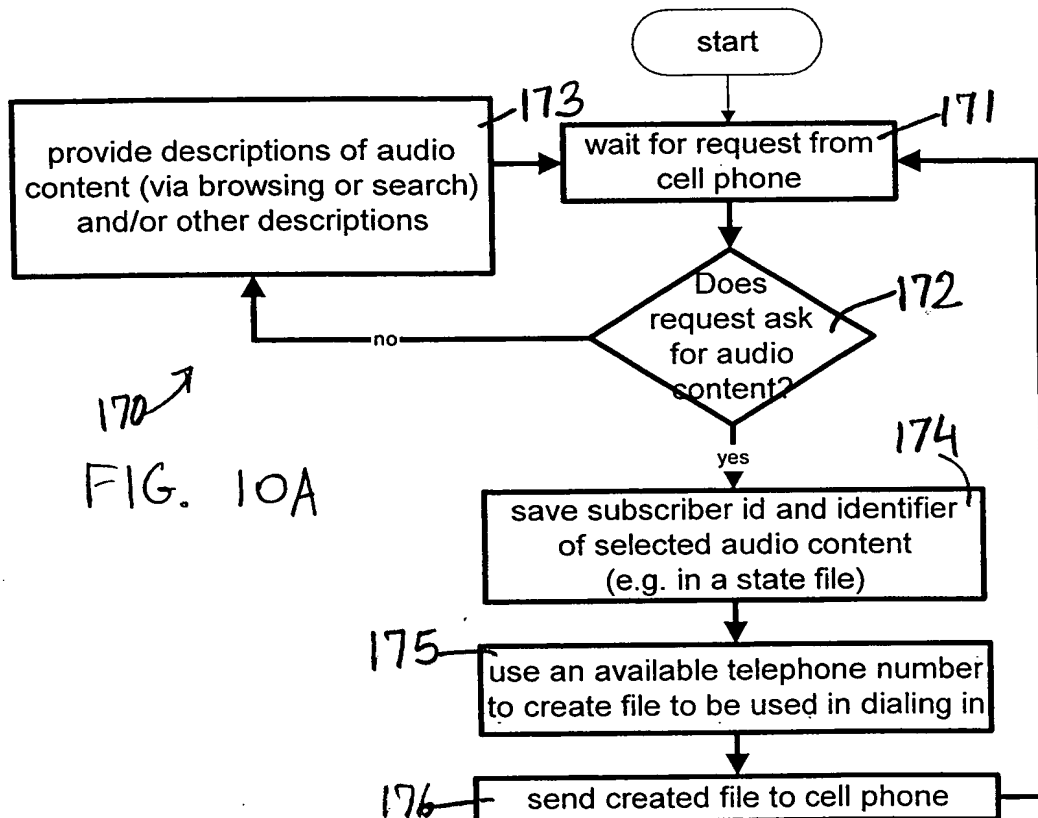 start
173
171
provide descriptions of audio
content (via browsing or search)
and/or other descriptions
wait for request from
cell phone
172
Does
request ask
for audio
content?
no
170
FIG. 10A
yes
174
save subscriber id and identifier
of selected audio content
(e.g. in a state file)
175
use an available telephone number
to create file to be used in dialing in
176
send created file to cell phone